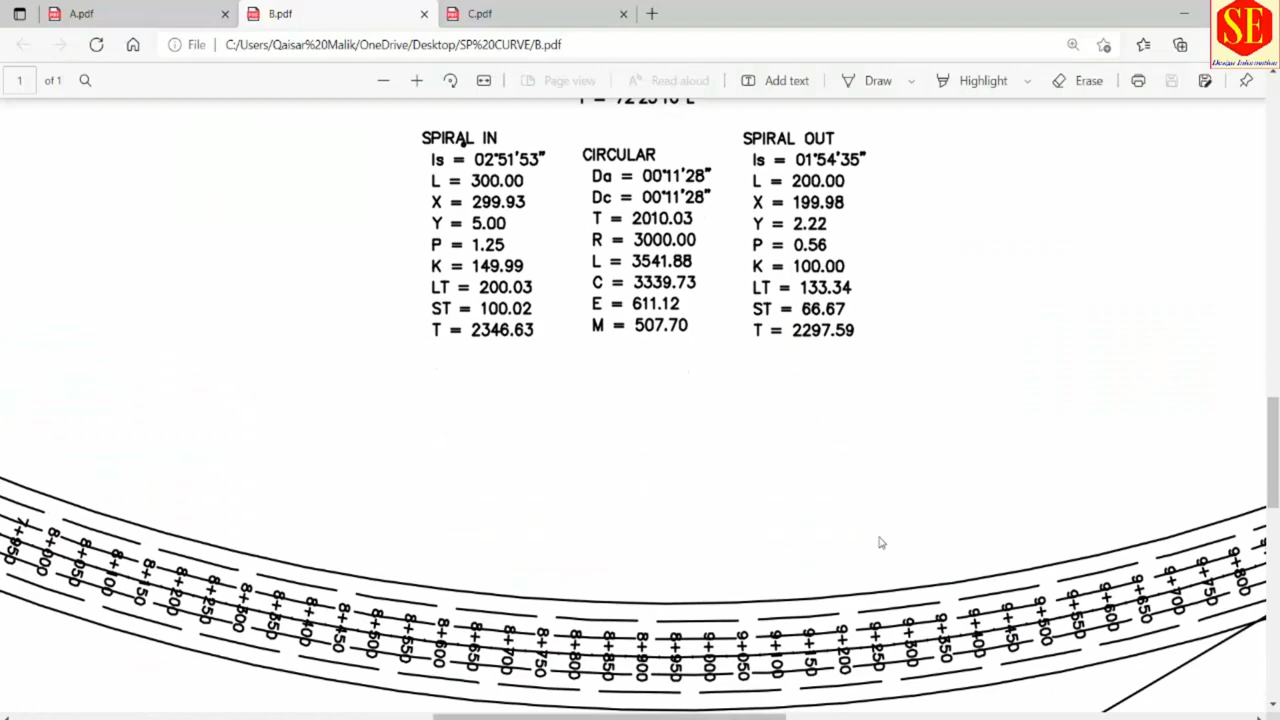 A.pdf
B.pdf
C.pdf
File
C:/Users/Qaisar%20Malik/OneDrive/Desktop/SP%20CURVE/B.pdf
SE
Design Information
1 of 1
Page view
Read aloud
Add text
Draw
Highlight
Erase
SPIRAL IN
Is = 02°51'53"
L = 300.00
X = 299.93
Y = 5.00
P = 1.25
K = 149.99
LT = 200.03
ST = 100.02
T = 2346.63
CIRCULAR
Da = 00°11'28"
Dc = 00°11'28"
T = 2010.03
R = 3000.00
L = 3541.88
C = 3339.73
E = 611.12
M = 507.70
SPIRAL OUT
Is = 01°54'35"
L = 200.00
X = 199.98
Y = 2.22
P = 0.56
K = 100.00
LT = 133.34
ST = 66.67
T = 2297.59
7+950
8+000
8+050
8+100
8+150
8+200
8+250
8+300
8+350
8+400
8+450
8+500
8+550
8+600
8+650
8+700
8+750
8+800
8+850
8+900
8+950
9+000
9+050
9+100
9+150
9+200
9+250
9+300
9+350
9+400
9+450
9+500
9+550
9+600
9+650
9+700
9+750
9+800